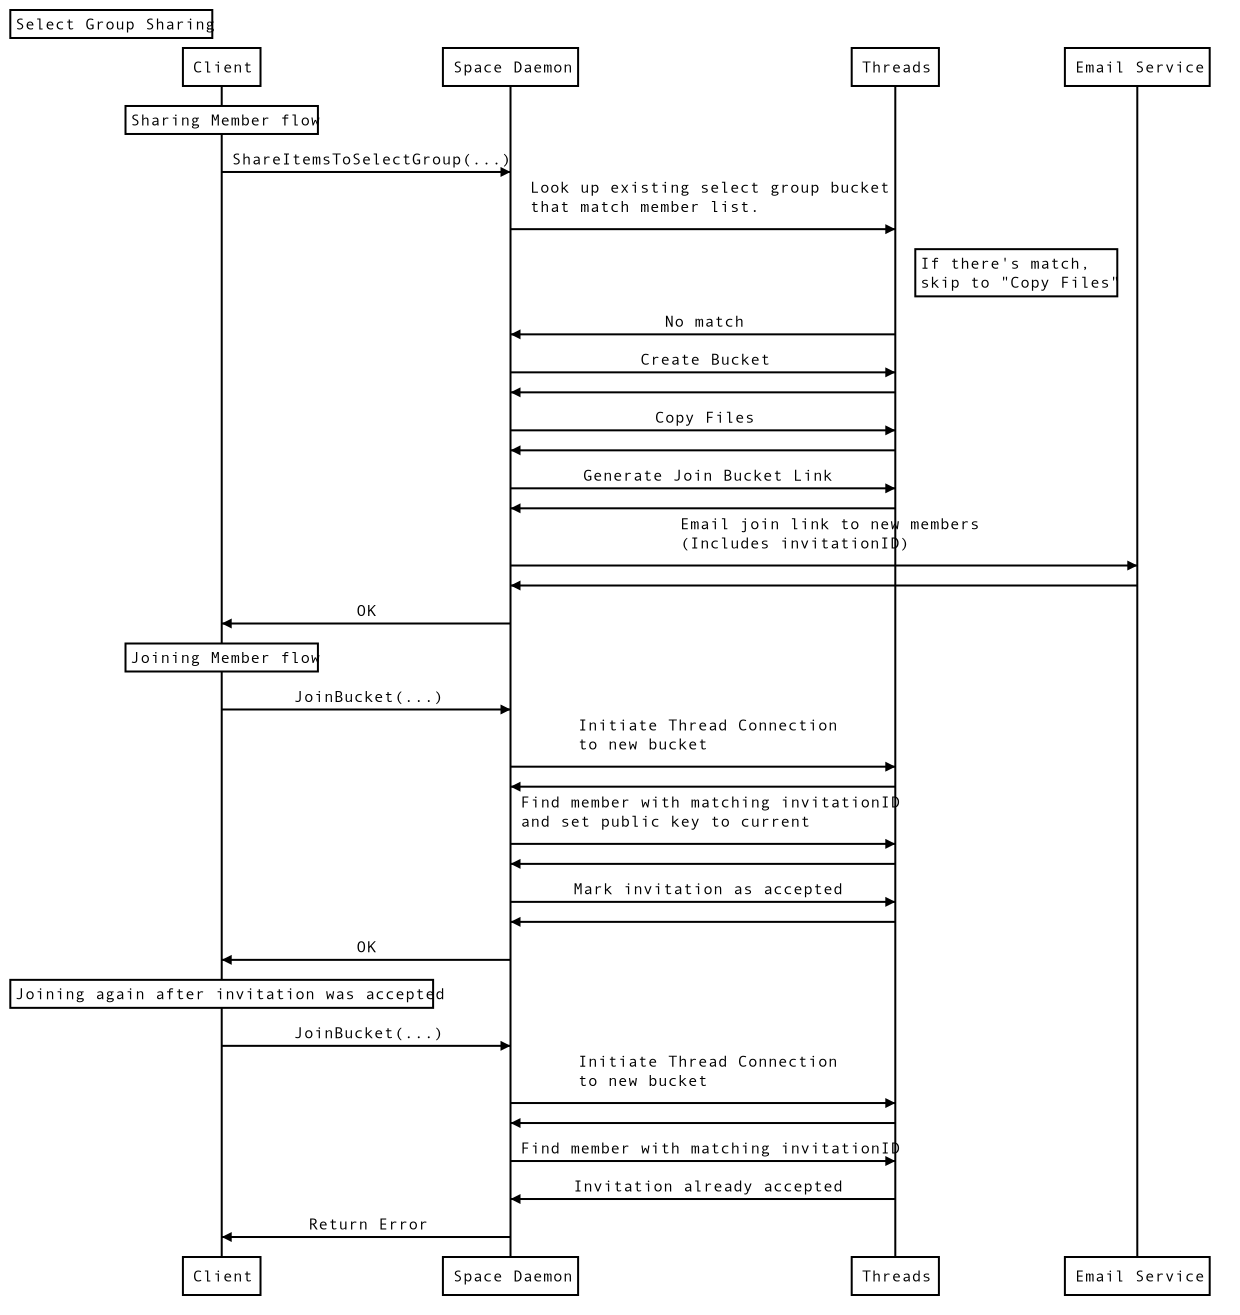 Select Group Sharing
Client
Space Daemon
Threads
Email Service
Sharing Member flow
ShareItemsToSelectGroup(...)
Look up existing select group bucket
that match member list.
If there's match,
skip to "Copy Files"
No match
Create Bucket
Copy Files
Generate Join Bucket Link
Email join link to new members
(Includes invitationID)
OK
Joining Member flow
JoinBucket(...)
Initiate Thread Connection
to new bucket
Find member with matching invitationID
and set public key to current
Mark invitation as accepted
OK
Joining again after invitation was accepted
JoinBucket(...)
Initiate Thread Connection
to new bucket
Find member with matching invitationID
Invitation already accepted
Return Error
Client
Space Daemon
Threads
Email Service